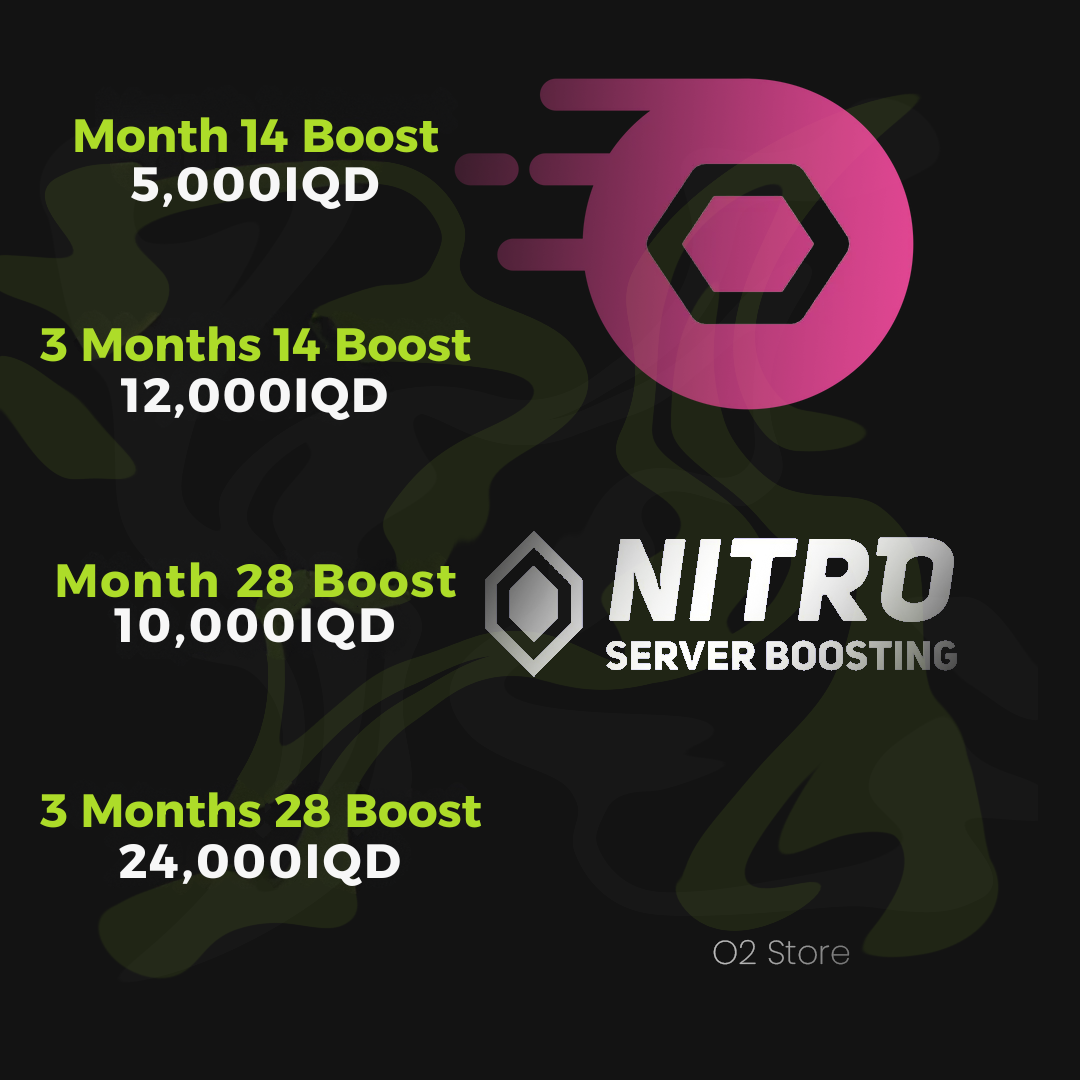 Month 14 Boost
5,000IQD
3 Months 14 Boost
12,000IQD
Month 28 Boost
10,000IQD
NITRO
SERVER BOOSTING
3 Months 28 Boost
24,000IQD
O2 Store